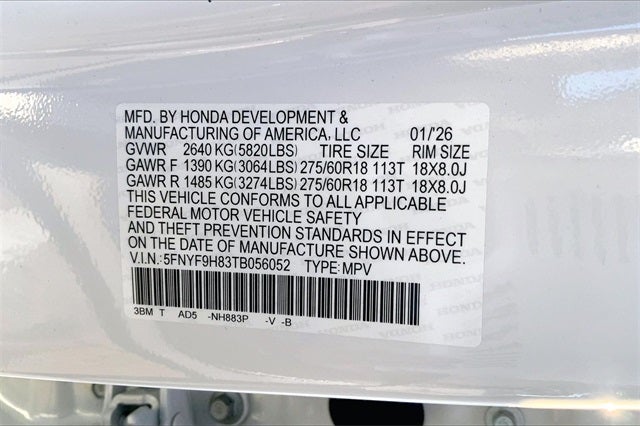 MFD. BY HONDA DEVELOPMENT &
MANUFACTURING OF AMERICA, LLC 01/'26
GVWR 2640 KG(5820LBS) TIRE SIZE RIM SIZE
GAWR F 1390 KG(3064LBS) 275/60R18 113T 18X8.0J
GAWR R 1485 KG(3274LBS) 275/60R18 113T 18X8.0J
THIS VEHICLE CONFORMS TO ALL APPLICABLE
FEDERAL MOTOR VEHICLE SAFETY
AND THEFT PREVENTION STANDARDS IN EFFECT
ON THE DATE OF MANUFACTURE SHOWN ABOVE.
V.I.N.: 5FNYF9H83TB056052 TYPE: MPV
3BM T AD5 -NH883P -V -B